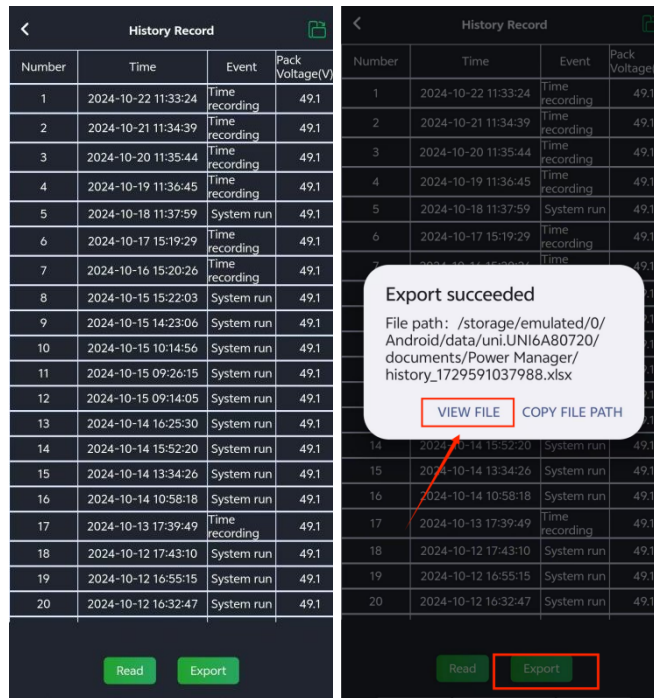 History Record
Number Time Event Pack Voltage(V)
1 2024-10-22 11:33:24 Time recording 49.1
2 2024-10-21 11:34:39 Time recording 49.1
3 2024-10-20 11:35:44 Time recording 49.1
4 2024-10-19 11:36:45 Time recording 49.1
5 2024-10-18 11:37:59 System run 49.1
6 2024-10-17 15:19:29 Time recording 49.1
7 2024-10-16 15:20:26 Time recording 49.1
8 2024-10-15 15:22:03 System run 49.1
9 2024-10-15 14:23:06 System run 49.1
10 2024-10-15 10:14:56 System run 49.1
11 2024-10-15 09:26:15 System run 49.1
12 2024-10-15 09:14:05 System run 49.1
13 2024-10-14 16:25:30 System run 49.1
14 2024-10-14 15:52:20 System run 49.1
15 2024-10-14 13:34:26 System run 49.1
16 2024-10-14 10:58:18 System run 49.1
17 2024-10-13 17:39:49 Time recording 49.1
18 2024-10-12 17:43:10 System run 49.1
19 2024-10-12 16:55:15 System run 49.1
20 2024-10-12 16:32:47 System run 49.1
Read Export
History Record
Number Time Event Pack Voltage(
1 2024-10-22 11:33:24 Time recording 49.1
2 2024-10-21 11:34:39 Time recording 49.1
3 2024-10-20 11:35:44 Time recording 49.1
4 2024-10-19 11:36:45 Time recording 49.1
5 2024-10-18 11:37:59 System run 49.1
6 2024-10-17 15:19:29 Time recording 49.1
Time
Export succeeded
File path: /storage/emulated/0/
Android/data/uni.UNI6A80720/
documents/Power Manager/
history_1729591037988.xlsx
VIEW FILE COPY FILE PATH
14 2024-10-14 15:52:20 System run 49.1
15 2024-10-14 13:34:26 System run 49.1
16 2024-10-14 10:58:18 System run 49.1
17 2024-10-13 17:39:49 Time recording 49.1
18 2024-10-12 17:43:10 System run 49.1
19 2024-10-12 16:55:15 System run 49.1
20 2024-10-12 16:32:47 System run 49.1
Read Export